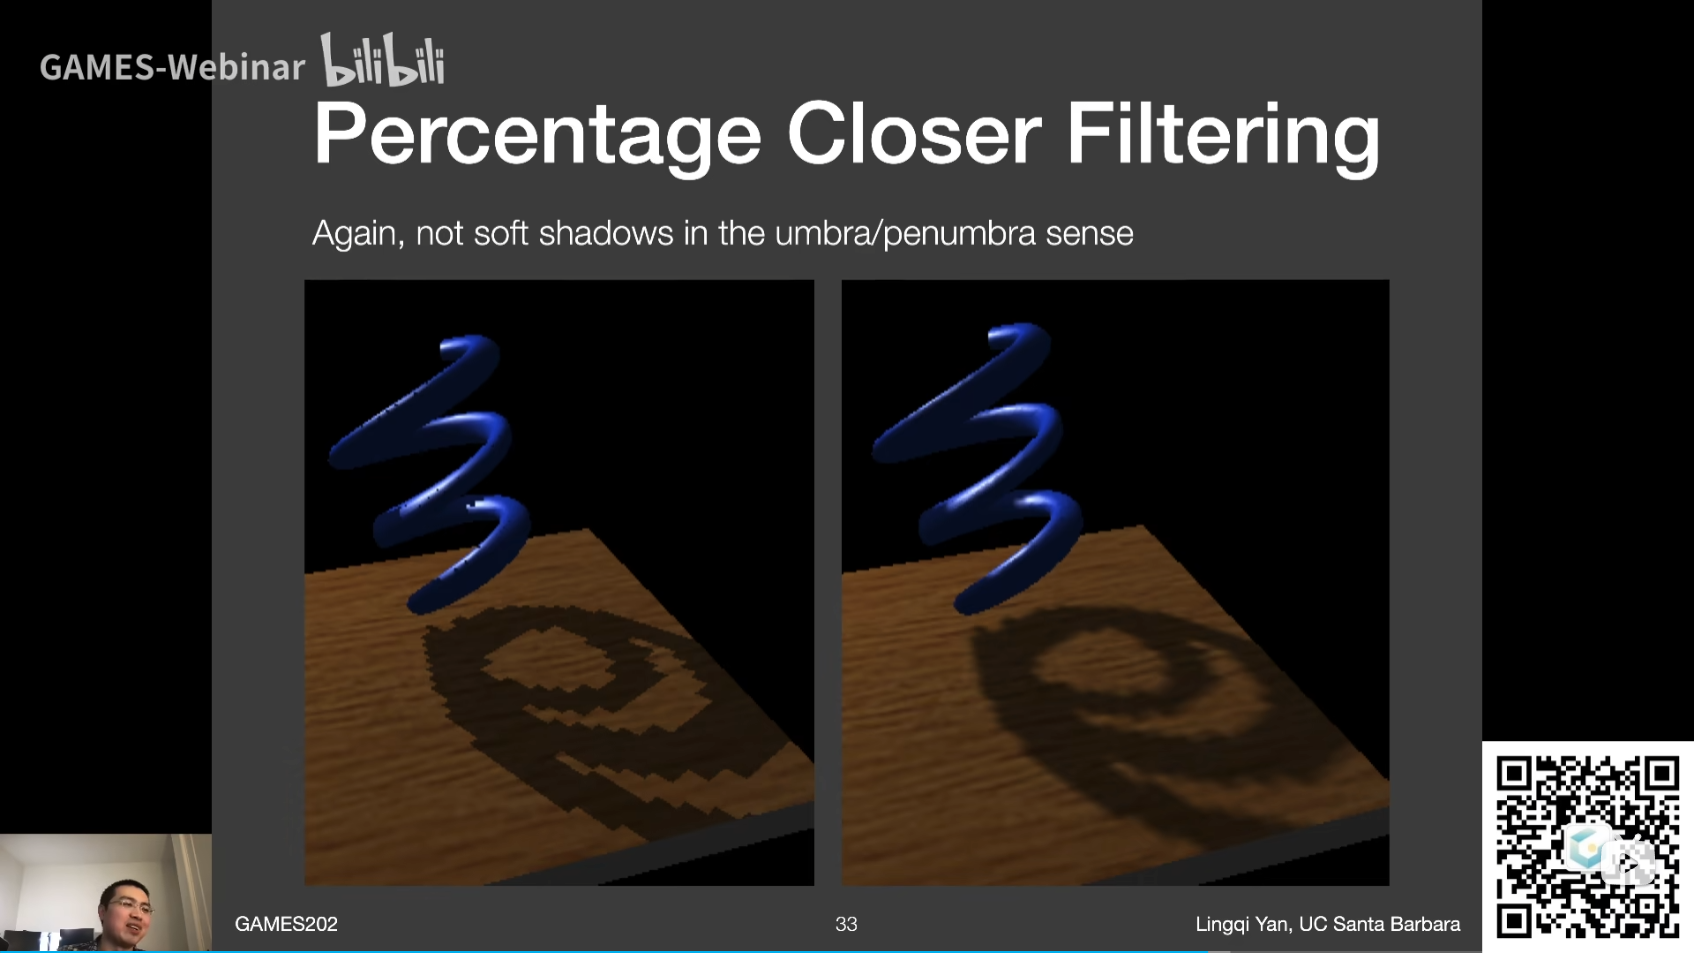 GAMES-Webinar bilibili
Percentage Closer Filtering
Again, not soft shadows in the umbra/penumbra sense
GAMES202
33
Lingqi Yan, UC Santa Barbara